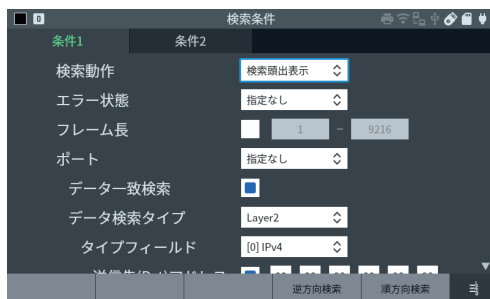 0 検索条件
条件1 条件2
検索動作 検索頭出表示
エラー状態 指定なし
フレーム長 1 – 9216
ポート 指定なし
データ一致検索
データ検索タイプ Layer2
タイプフィールド [0] IPv4
逆方向検索 順方向検索